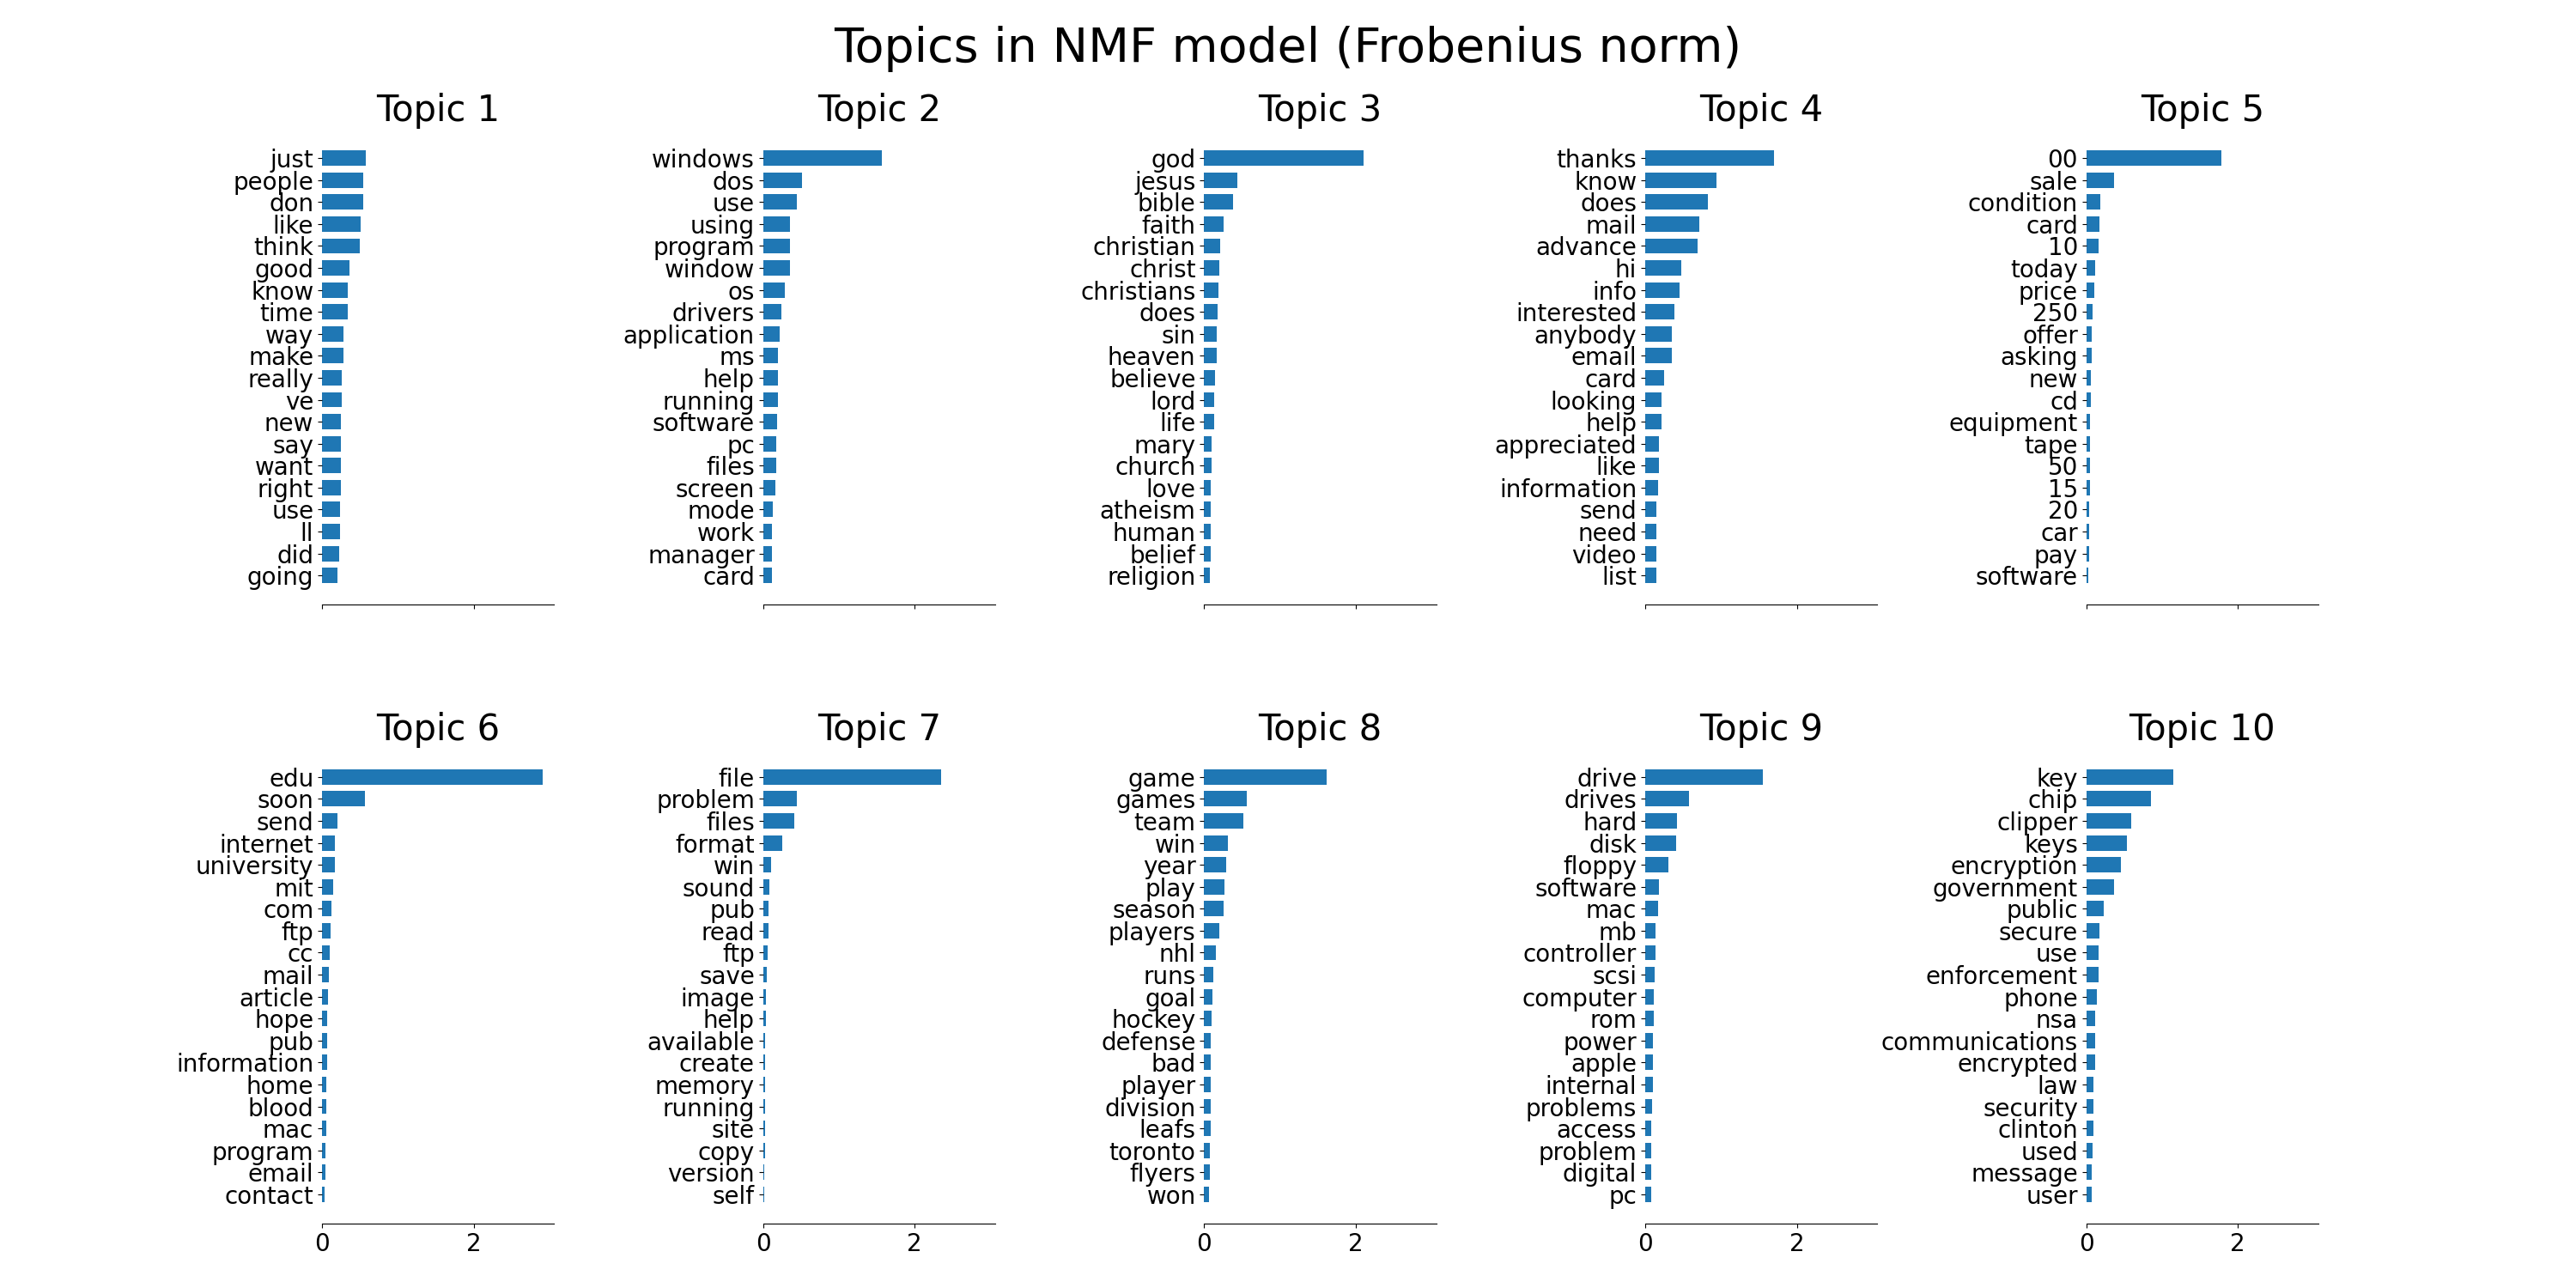 Topics in NMF model (Frobenius norm)
Topic 1
just
people
don
like
think
good
know
time
way
make
really
ve
new
say
want
right
use
ll
did
going
Topic 2
windows
dos
use
using
program
window
os
drivers
application
ms
help
running
software
pc
files
screen
mode
work
manager
card
Topic 3
god
jesus
bible
faith
christian
christ
christians
does
sin
heaven
believe
lord
life
mary
church
love
atheism
human
belief
religion
Topic 4
thanks
know
does
mail
advance
hi
info
interested
anybody
email
card
looking
help
appreciated
like
information
send
need
video
list
Topic 5
00
sale
condition
card
10
today
price
250
offer
asking
new
cd
equipment
tape
50
15
20
car
pay
software
Topic 6
edu
soon
send
internet
university
mit
com
ftp
cc
mail
article
hope
pub
information
home
blood
mac
program
email
contact
0 2
Topic 7
file
problem
files
format
win
sound
pub
read
ftp
save
image
help
available
create
memory
running
site
copy
version
self
0 2
Topic 8
game
games
team
win
year
play
season
players
nhl
runs
goal
hockey
defense
bad
player
division
leafs
toronto
flyers
won
0 2
Topic 9
drive
drives
hard
disk
floppy
software
mac
mb
controller
scsi
computer
rom
power
apple
internal
problems
access
problem
digital
pc
0 2
Topic 10
key
chip
clipper
keys
encryption
government
public
secure
use
enforcement
phone
nsa
communications
encrypted
law
security
clinton
used
message
user
0 2